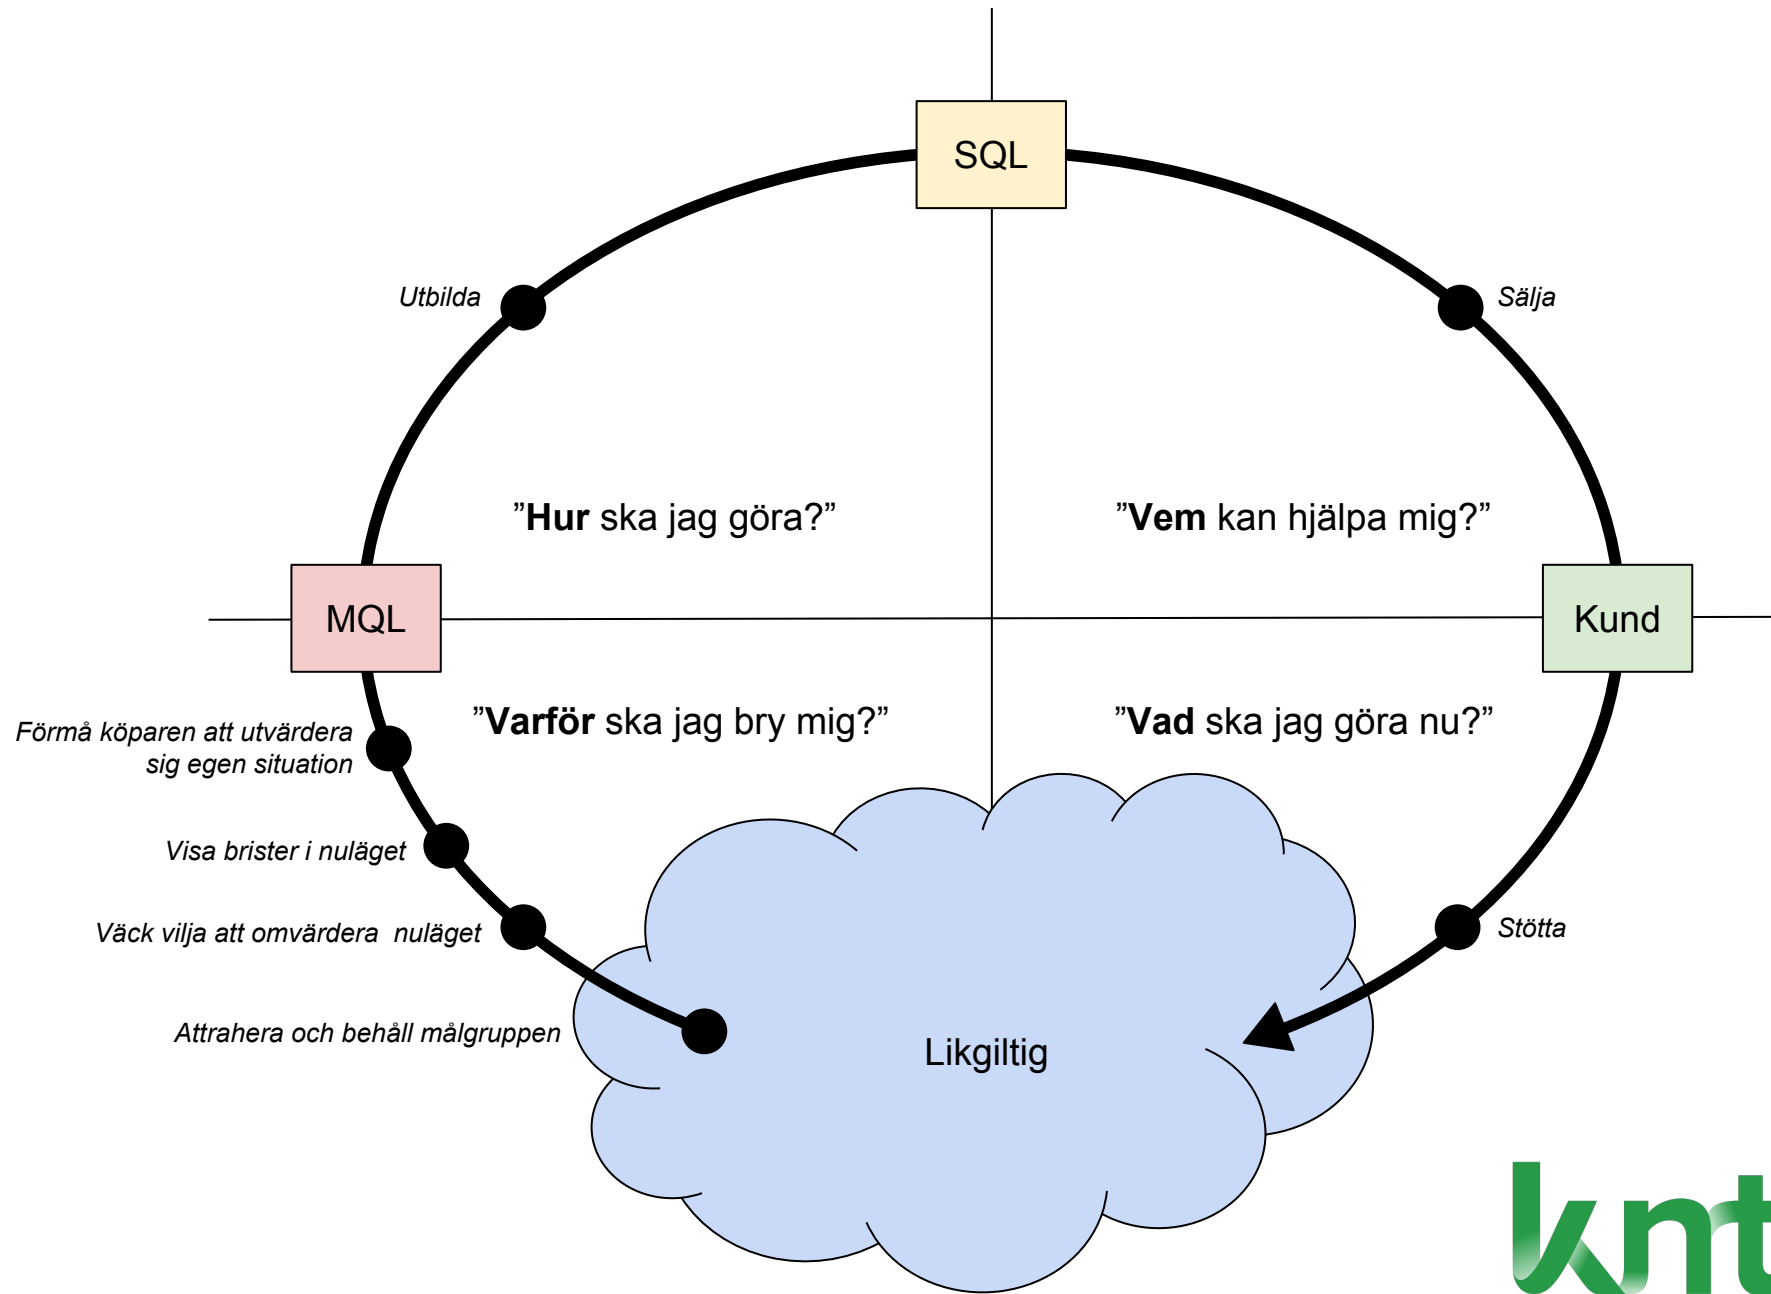 SQL
Utbilda
Sälja
”Hur ska jag göra?”
”Vem kan hjälpa mig?”
MQL
Kund
”Varför ska jag bry mig?”
”Vad ska jag göra nu?”
Förmå köparen att utvärdera
sig egen situation
Visa brister i nuläget
Väck vilja att omvärdera  nuläget
Stötta
Attrahera och behåll målgruppen
Likgiltig
knt